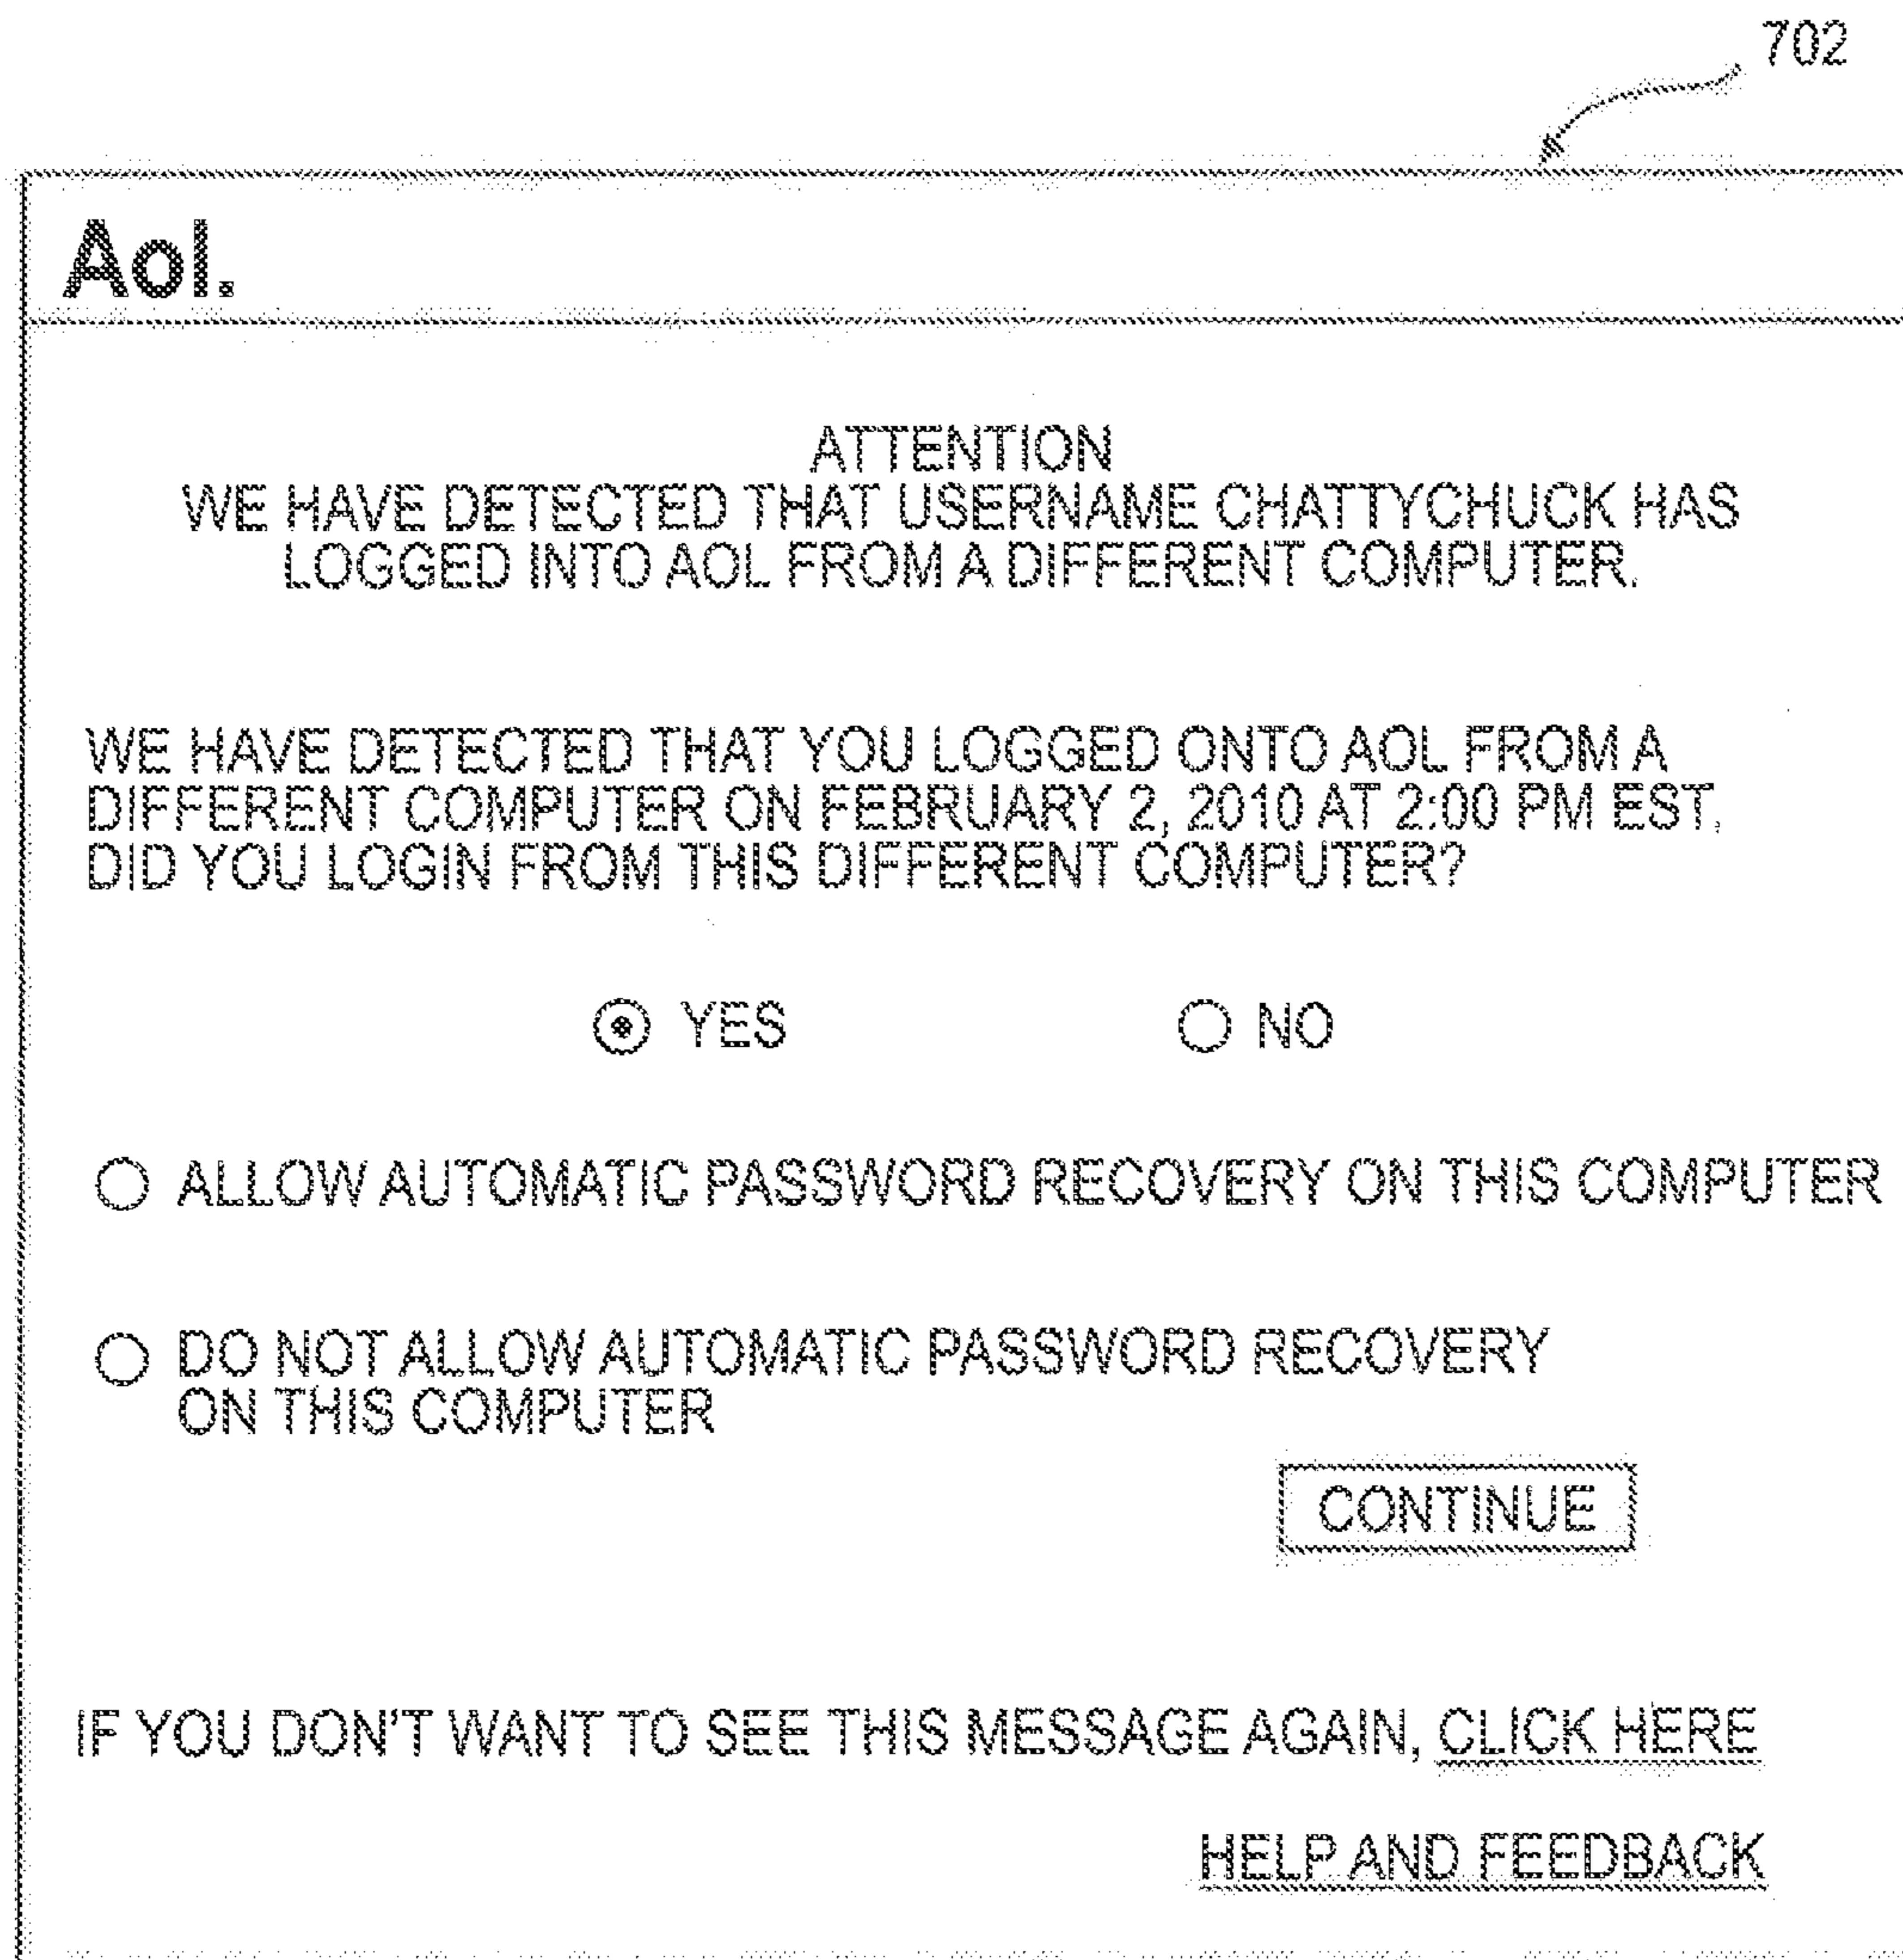 702
Aol.
ATTENTION
WE HAVE DETECTED THAT USERNAME CHATTYCHUCK HAS
LOGGED INTO AOL FROM A DIFFERENT COMPUTER.
WE HAVE DETECTED THAT YOU LOGGED ONTO AOL FROM A
DIFFERENT COMPUTER ON FEBRUARY 2, 2010 AT 2:00 PM EST.
DID YOU LOGIN FROM THIS DIFFERENT COMPUTER?
YES NO
ALLOW AUTOMATIC PASSWORD RECOVERY ON THIS COMPUTER
DO NOT ALLOW AUTOMATIC PASSWORD RECOVERY
ON THIS COMPUTER
CONTINUE
IF YOU DON'T WANT TO SEE THIS MESSAGE AGAIN, CLICK HERE
HELP AND FEEDBACK